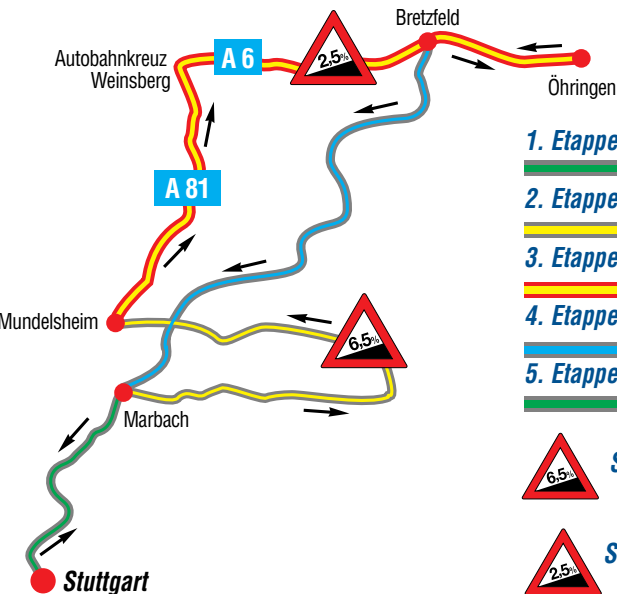 Bretzfeld
Autobahnkreuz
Weinsberg
A 6
2,5%
Öhringen
1. Etappe
A 81
2. Etappe
3. Etappe
Mundelsheim
4. Etappe
6,5%
5. Etappe
Marbach
6,5%
S
2,5%
S
Stuttgart